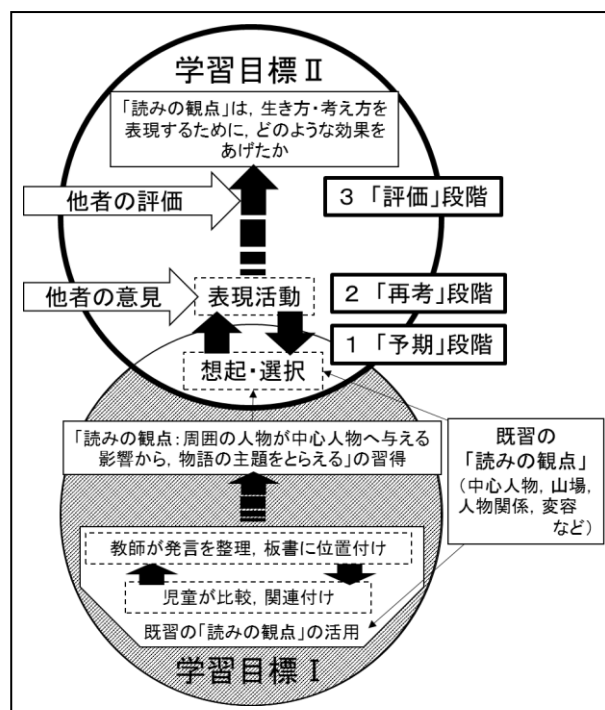 学習目標Ⅱ
「読みの観点」は，生き方・考え方を
表現するために，どのような効果を
あげたか
他者の評価
３ 「評価」段階
他者の意見
表現活動
２ 「再考」段階
１ 「予期」段階
想起・選択
「読みの観点：周囲の人物が中心人物へ与える
影響から，物語の主題をとらえる」の習得
既習の
「読みの観点」
（中心人物，山場，
人物関係，変容
など）
教師が発言を整理，板書に位置付け
児童が比較，関連付け
既習の「読みの観点」の活用
学習目標Ⅰ